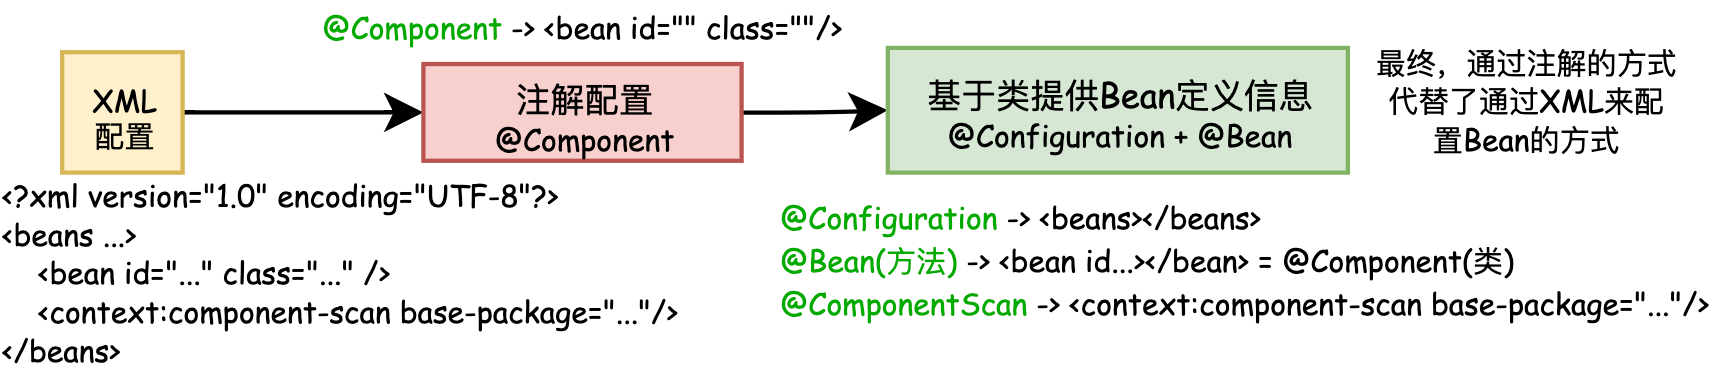 @Component -> <bean id="" class=""/>
XML
配置
注解配置
@Component
基于类提供Bean定义信息
@Configuration + @Bean
最终，通过注解的方式
代替了通过XML来配
置Bean的方式
<?xml version="1.0" encoding="UTF-8"?>
<beans ...>
<bean id="..." class="..." />
<context:component-scan base-package="..."/>
</beans>
@Configuration -> <beans></beans>
@Bean(方法) -> <bean id...></bean> = @Component(类)
@ComponentScan -> <context:component-scan base-package="..."/>